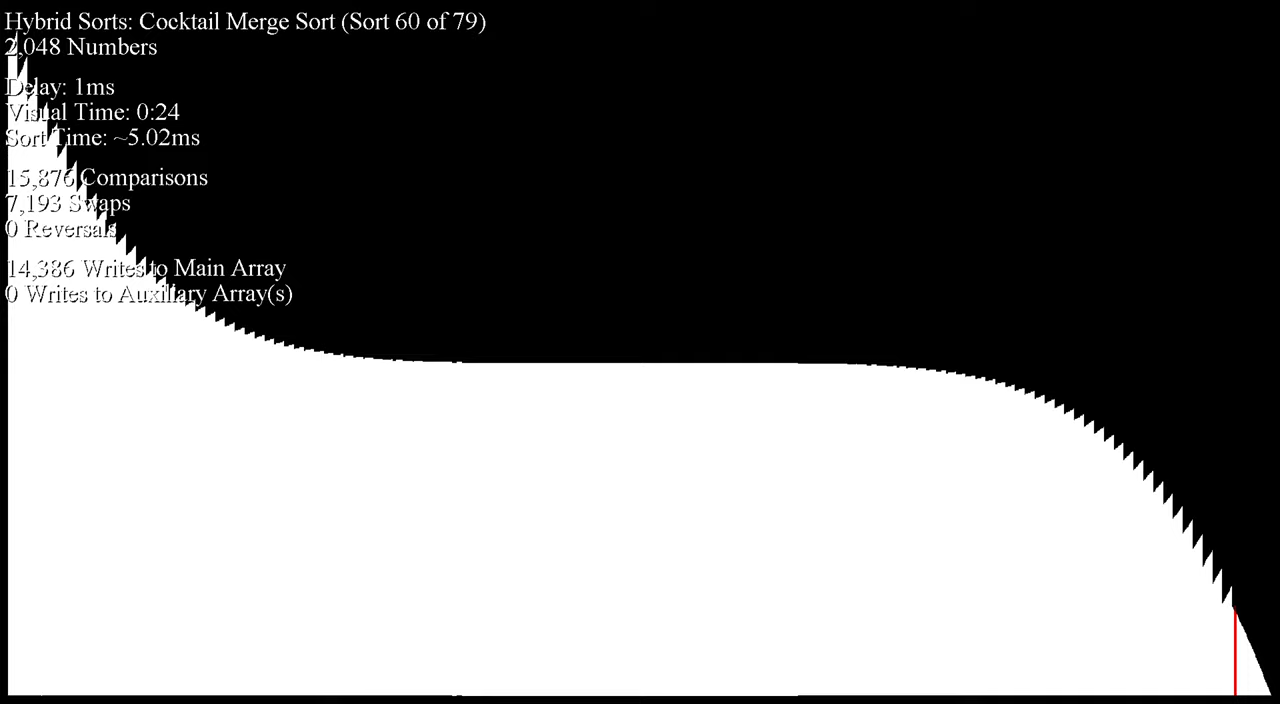 Hybrid Sorts: Cocktail Merge Sort (Sort 60 of 79)
2,048 Numbers
Delay: 1ms
Visual Time: 0:24
Sort Time: ~5.02ms
15,876 Comparisons
7,193 Swaps
0 Reversals
14,386 Writes to Main Array
0 Writes to Auxiliary Array(s)